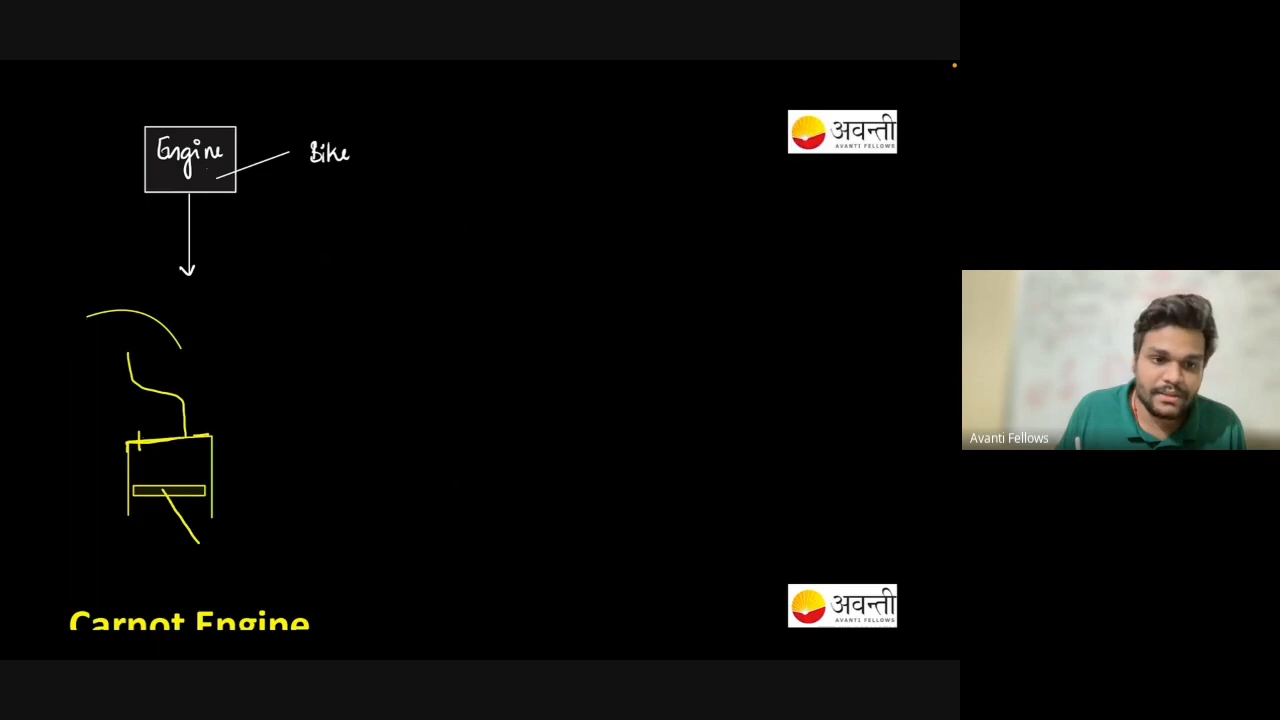 Engine
Bike
अवन्ती
AVANTI FELLOWS
Avanti Fellows
Carnot Engine
अवन्ती
AVANTI FELLOWS